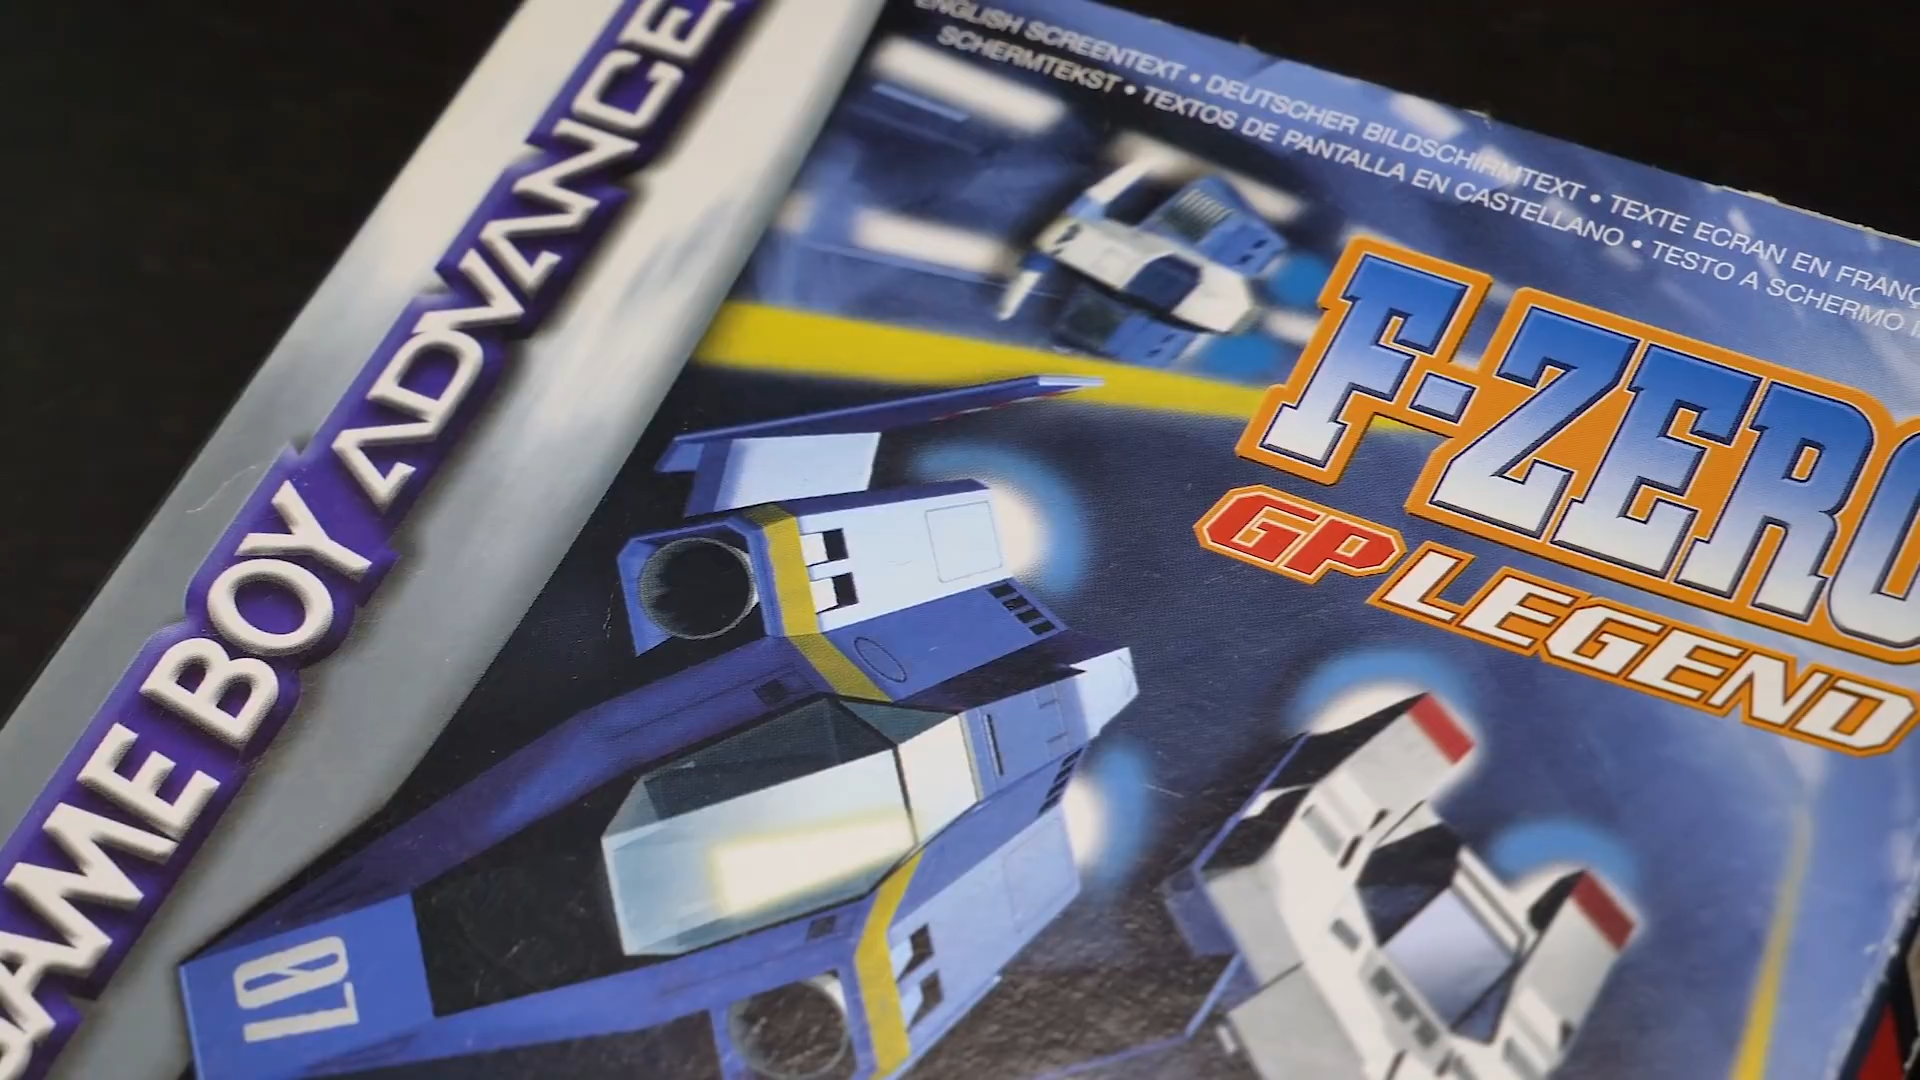 GAME BOY ADVANCE
ENGLISH SCREENTEXT • DEUTSCHER BILDSCHIRMTEXT • TEXTE ECRAN EN FRANÇ
SCHERMTEKST • TEXTOS DE PANTALLA EN CASTELLANO • TESTO A SCHERMO
F-ZERO
GP LEGEND
07